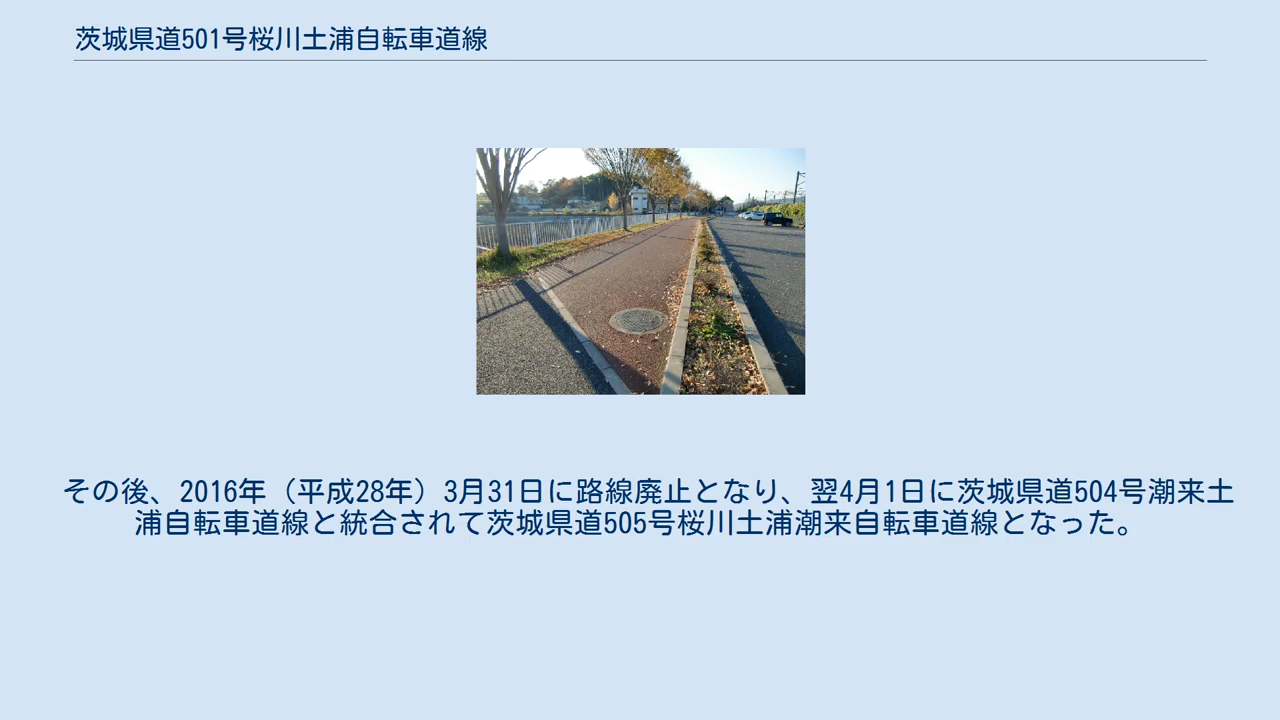 茨城県道501号桜川土浦自転車道線
その後、2016年（平成28年）3月31日に路線廃止となり、翌4月1日に茨城県道504号潮来土
浦自転車道線と統合されて茨城県道505号桜川土浦潮来自転車道線となった。